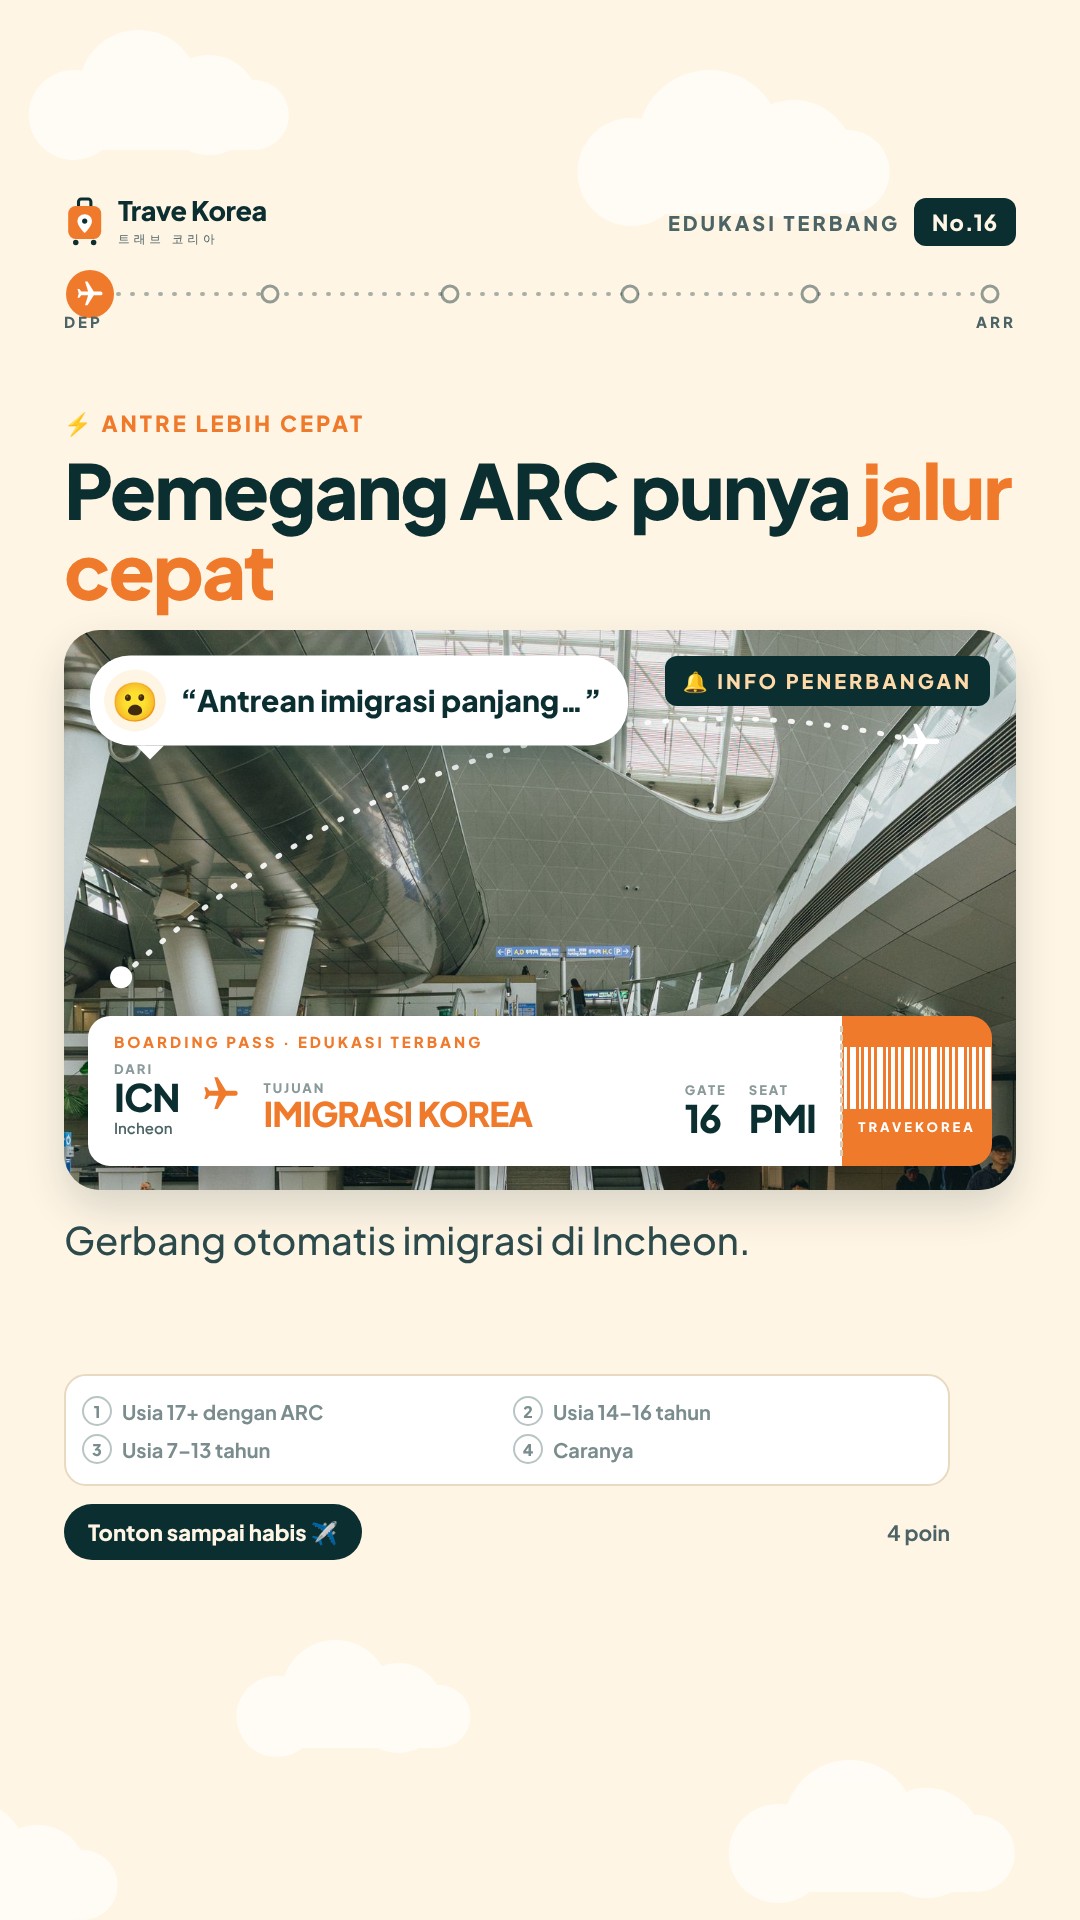 Trave Korea
트래브 코리아
EDUKASI TERBANG
No.16
DEP
ARR
⚡ ANTRE LEBIH CEPAT
Pemegang ARC punya jalur
cepat
😮 “Antrean imigrasi panjang…”
🔔 INFO PENERBANGAN
BOARDING PASS · EDUKASI TERBANG
DARI
ICN
Incheon
TUJUAN
IMIGRASI KOREA
GATE
16
SEAT
PMI
TRAVEKOREA
Gerbang otomatis imigrasi di Incheon.
1 Usia 17+ dengan ARC
2 Usia 14–16 tahun
3 Usia 7–13 tahun
4 Caranya
Tonton sampai habis ✈️
4 poin